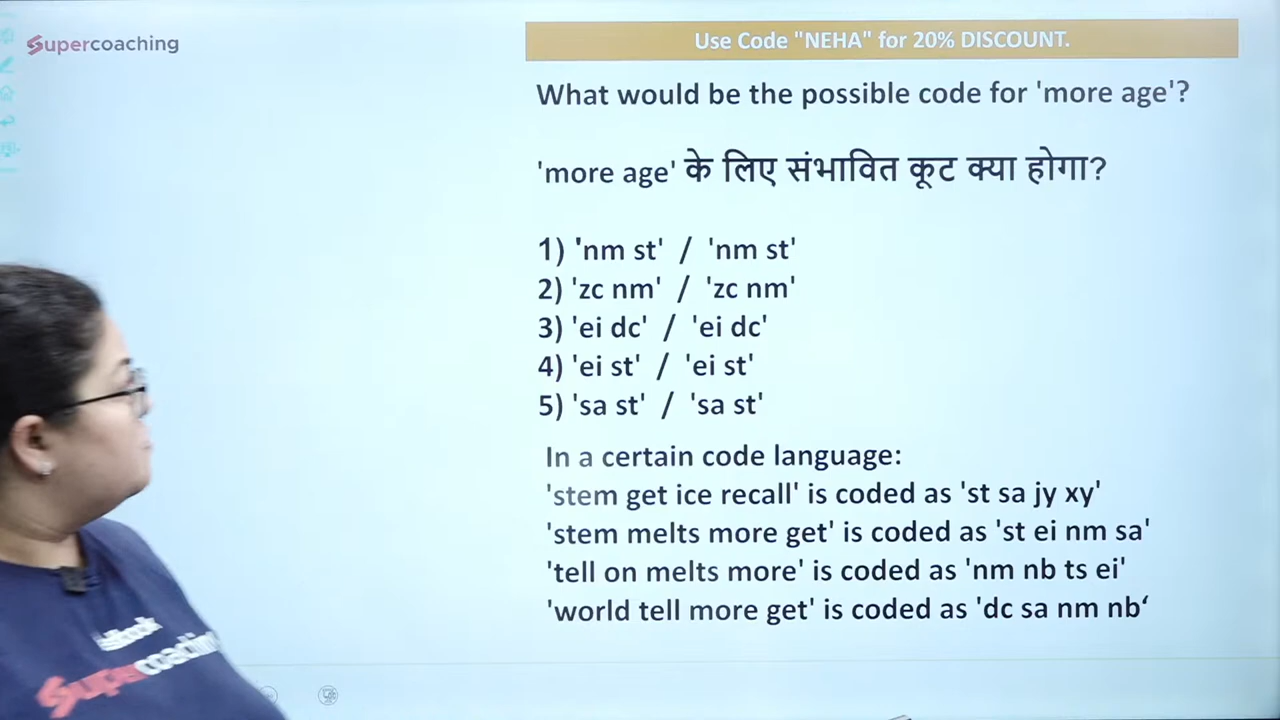 Supercoaching
Use Code "NEHA" for 20% DISCOUNT.
What would be the possible code for 'more age'?
'more age' के लिए संभावित कूट क्या होगा?
1) 'nm st' / 'nm st'
2) 'zc nm' / 'zc nm'
3) 'ei dc' / 'ei dc'
4) 'ei st' / 'ei st'
5) 'sa st' / 'sa st'
In a certain code language:
'stem get ice recall' is coded as 'st sa jy xy'
'stem melts more get' is coded as 'st ei nm sa'
'tell on melts more' is coded as 'nm nb ts ei'
'world tell more get' is coded as 'dc sa nm nb‘
Supercoaching